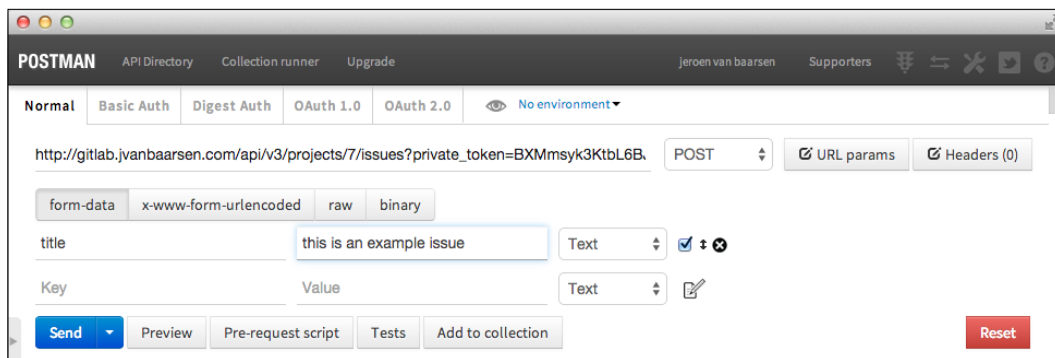 POSTMAN API Directory Collection runner Upgrade jeroen van baarsen Supporters
Normal Basic Auth Digest Auth OAuth 1.0 OAuth 2.0 No environment
http://gitlab.jvanbaarsen.com/api/v3/projects/7/issues?private_token=BXMmsyk3KtbL6B. POST URL params Headers (0)
form-data x-www-form-urlencoded raw binary
title this is an example issue Text
Key Value Text
Send Preview Pre-request script Tests Add to collection Reset